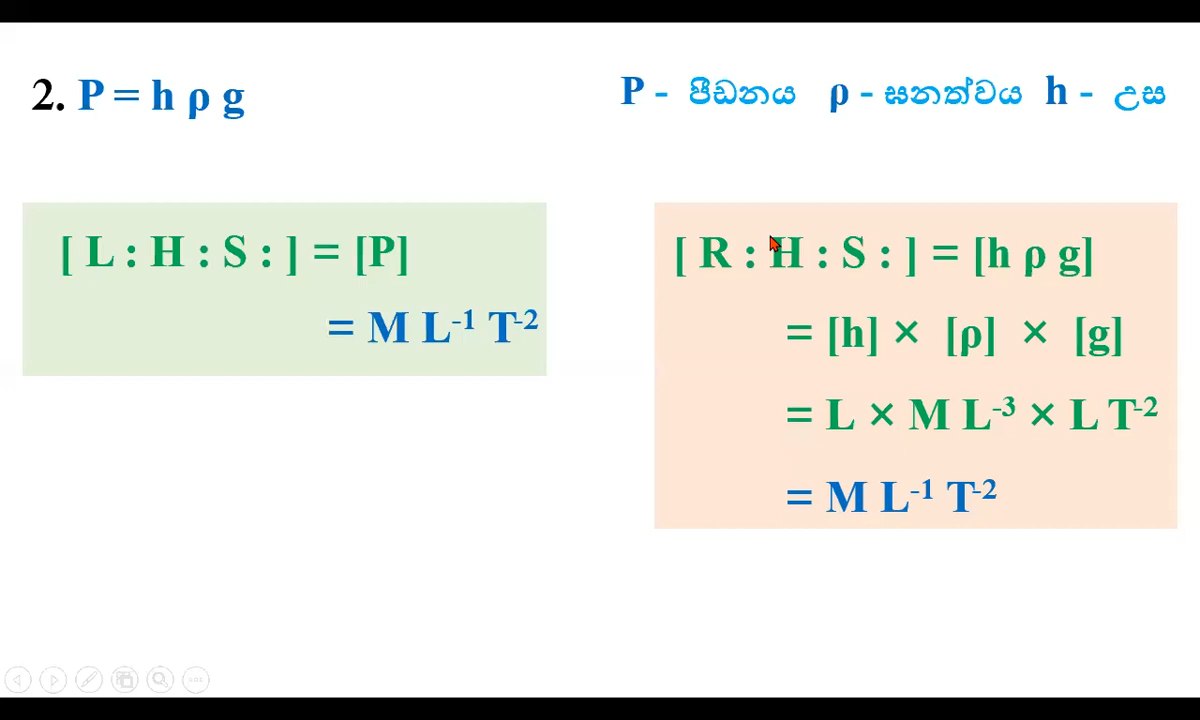 2. P = h ρ g
P - පීඩනය ρ - ඝනත්වය h - උස
[ L : H : S : ] = [P]
= M L⁻¹ T⁻²
[ R : H : S : ] = [h ρ g]
= [h] × [ρ] × [g]
= L × M L⁻³ × L T⁻²
= M L⁻¹ T⁻²